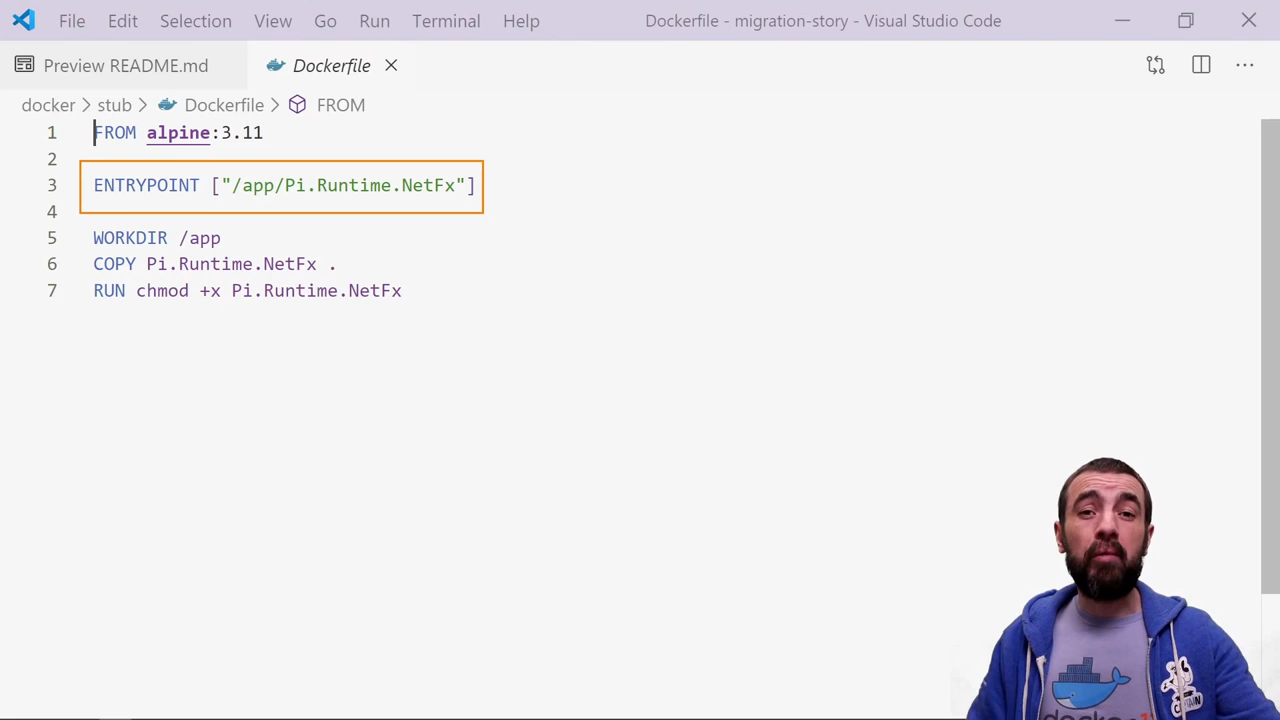 File Edit Selection View Go Run Terminal Help Dockerfile - migration-story - Visual Studio Code
Preview README.md Dockerfile
docker > stub > Dockerfile > FROM
1 FROM alpine:3.11
2
3 ENTRYPOINT ["/app/Pi.Runtime.NetFx"]
4
5 WORKDIR /app
6 COPY Pi.Runtime.NetFx .
7 RUN chmod +x Pi.Runtime.NetFx